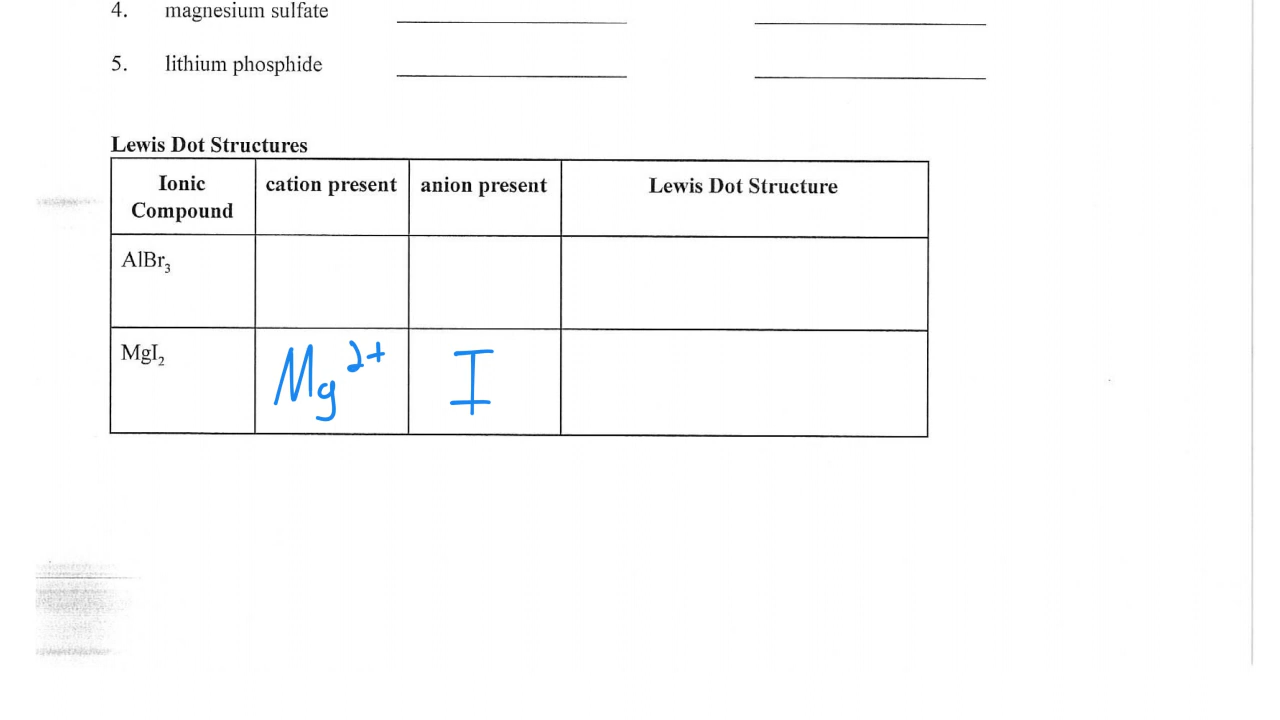 4. magnesium sulfate
5. lithium phosphide
Lewis Dot Structures
Ionic Compound cation present anion present Lewis Dot Structure
AlBr₃
MgI₂ Mg²⁺ I